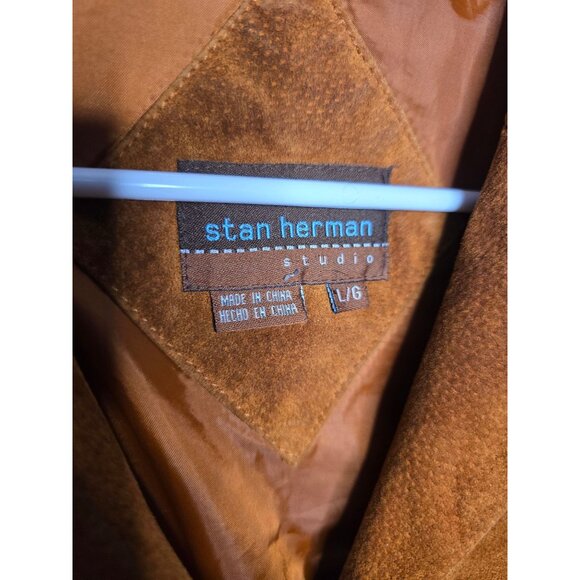 stan herman
studio
MADE IN CHINA
HECHO EN CHINA
L/G